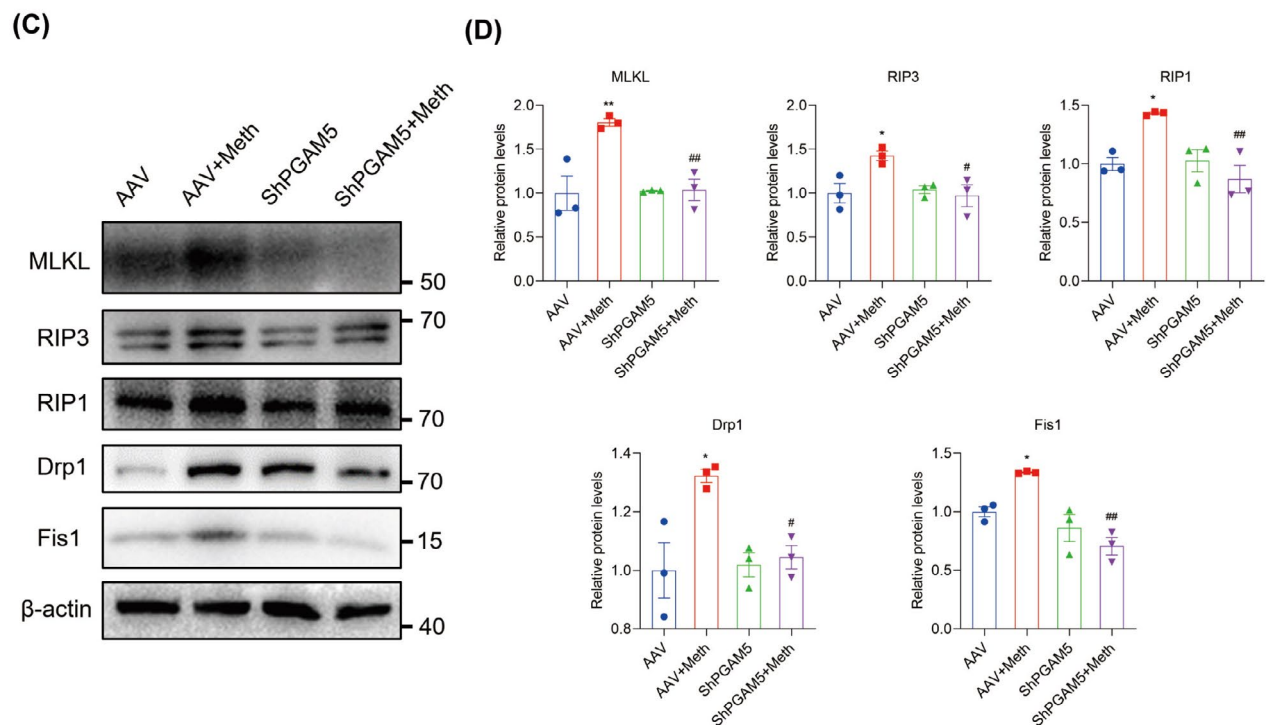 (C)
AAV
AAV+Meth
ShPGAM5
ShPGAM5+Meth
MLKL
50
RIP3
70
RIP1
70
Drp1
70
Fis1
15
β-actin
40
(D)
MLKL
Relative protein levels
2.0
1.5
1.0
0.5
0.0
**
##
AAV
AAV+Meth
ShPGAM5
ShPGAM5+Meth
RIP3
Relative protein levels
2.0
1.5
1.0
0.5
0.0
*
#
AAV
AAV+Meth
ShPGAM5
ShPGAM5+Meth
RIP1
Relative protein levels
1.5
1.0
0.5
0.0
*
##
AAV
AAV+Meth
ShPGAM5
ShPGAM5+Meth
Drp1
Relative protein levels
1.4
1.2
1.0
0.8
*
#
AAV
AAV+Meth
ShPGAM5
ShPGAM5+Meth
Fis1
Relative protein levels
1.5
1.0
0.5
0.0
*
##
AAV
AAV+Meth
ShPGAM5
ShPGAM5+Meth